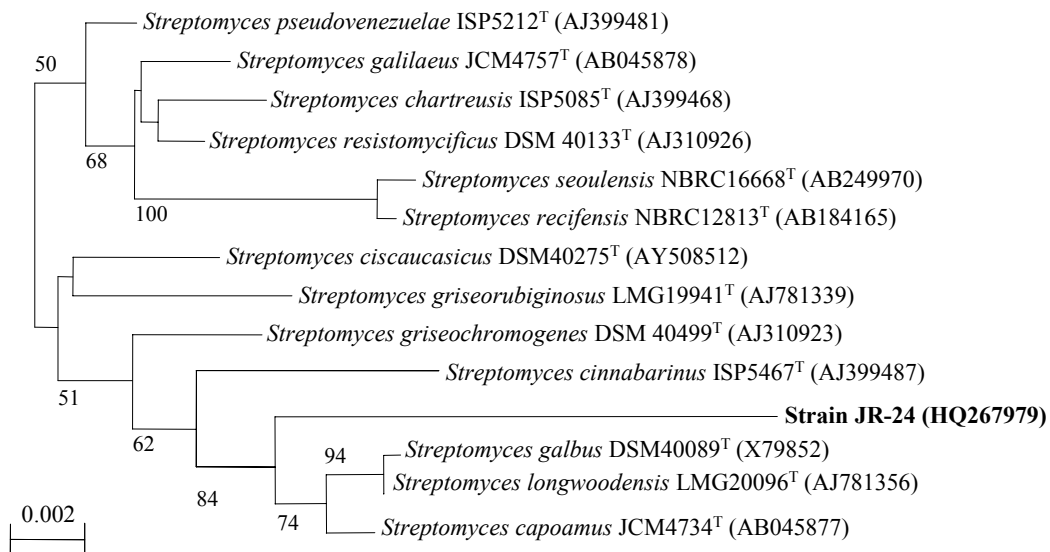 Streptomyces pseudovenezuelae ISP5212ᵀ (AJ399481)
50
Streptomyces galilaeus JCM4757ᵀ (AB045878)
Streptomyces chartreusis ISP5085ᵀ (AJ399468)
Streptomyces resistomycificus DSM 40133ᵀ (AJ310926)
68
Streptomyces seoulensis NBRC16668ᵀ (AB249970)
100
Streptomyces recifensis NBRC12813ᵀ (AB184165)
Streptomyces ciscaucasicus DSM40275ᵀ (AY508512)
Streptomyces griseorubiginosus LMG19941ᵀ (AJ781339)
Streptomyces griseochromogenes DSM 40499ᵀ (AJ310923)
Streptomyces cinnabarinus ISP5467ᵀ (AJ399487)
51
Strain JR-24 (HQ267979)
62
Streptomyces galbus DSM40089ᵀ (X79852)
94
Streptomyces longwoodensis LMG20096ᵀ (AJ781356)
84
74
Streptomyces capoamus JCM4734ᵀ (AB045877)
0.002